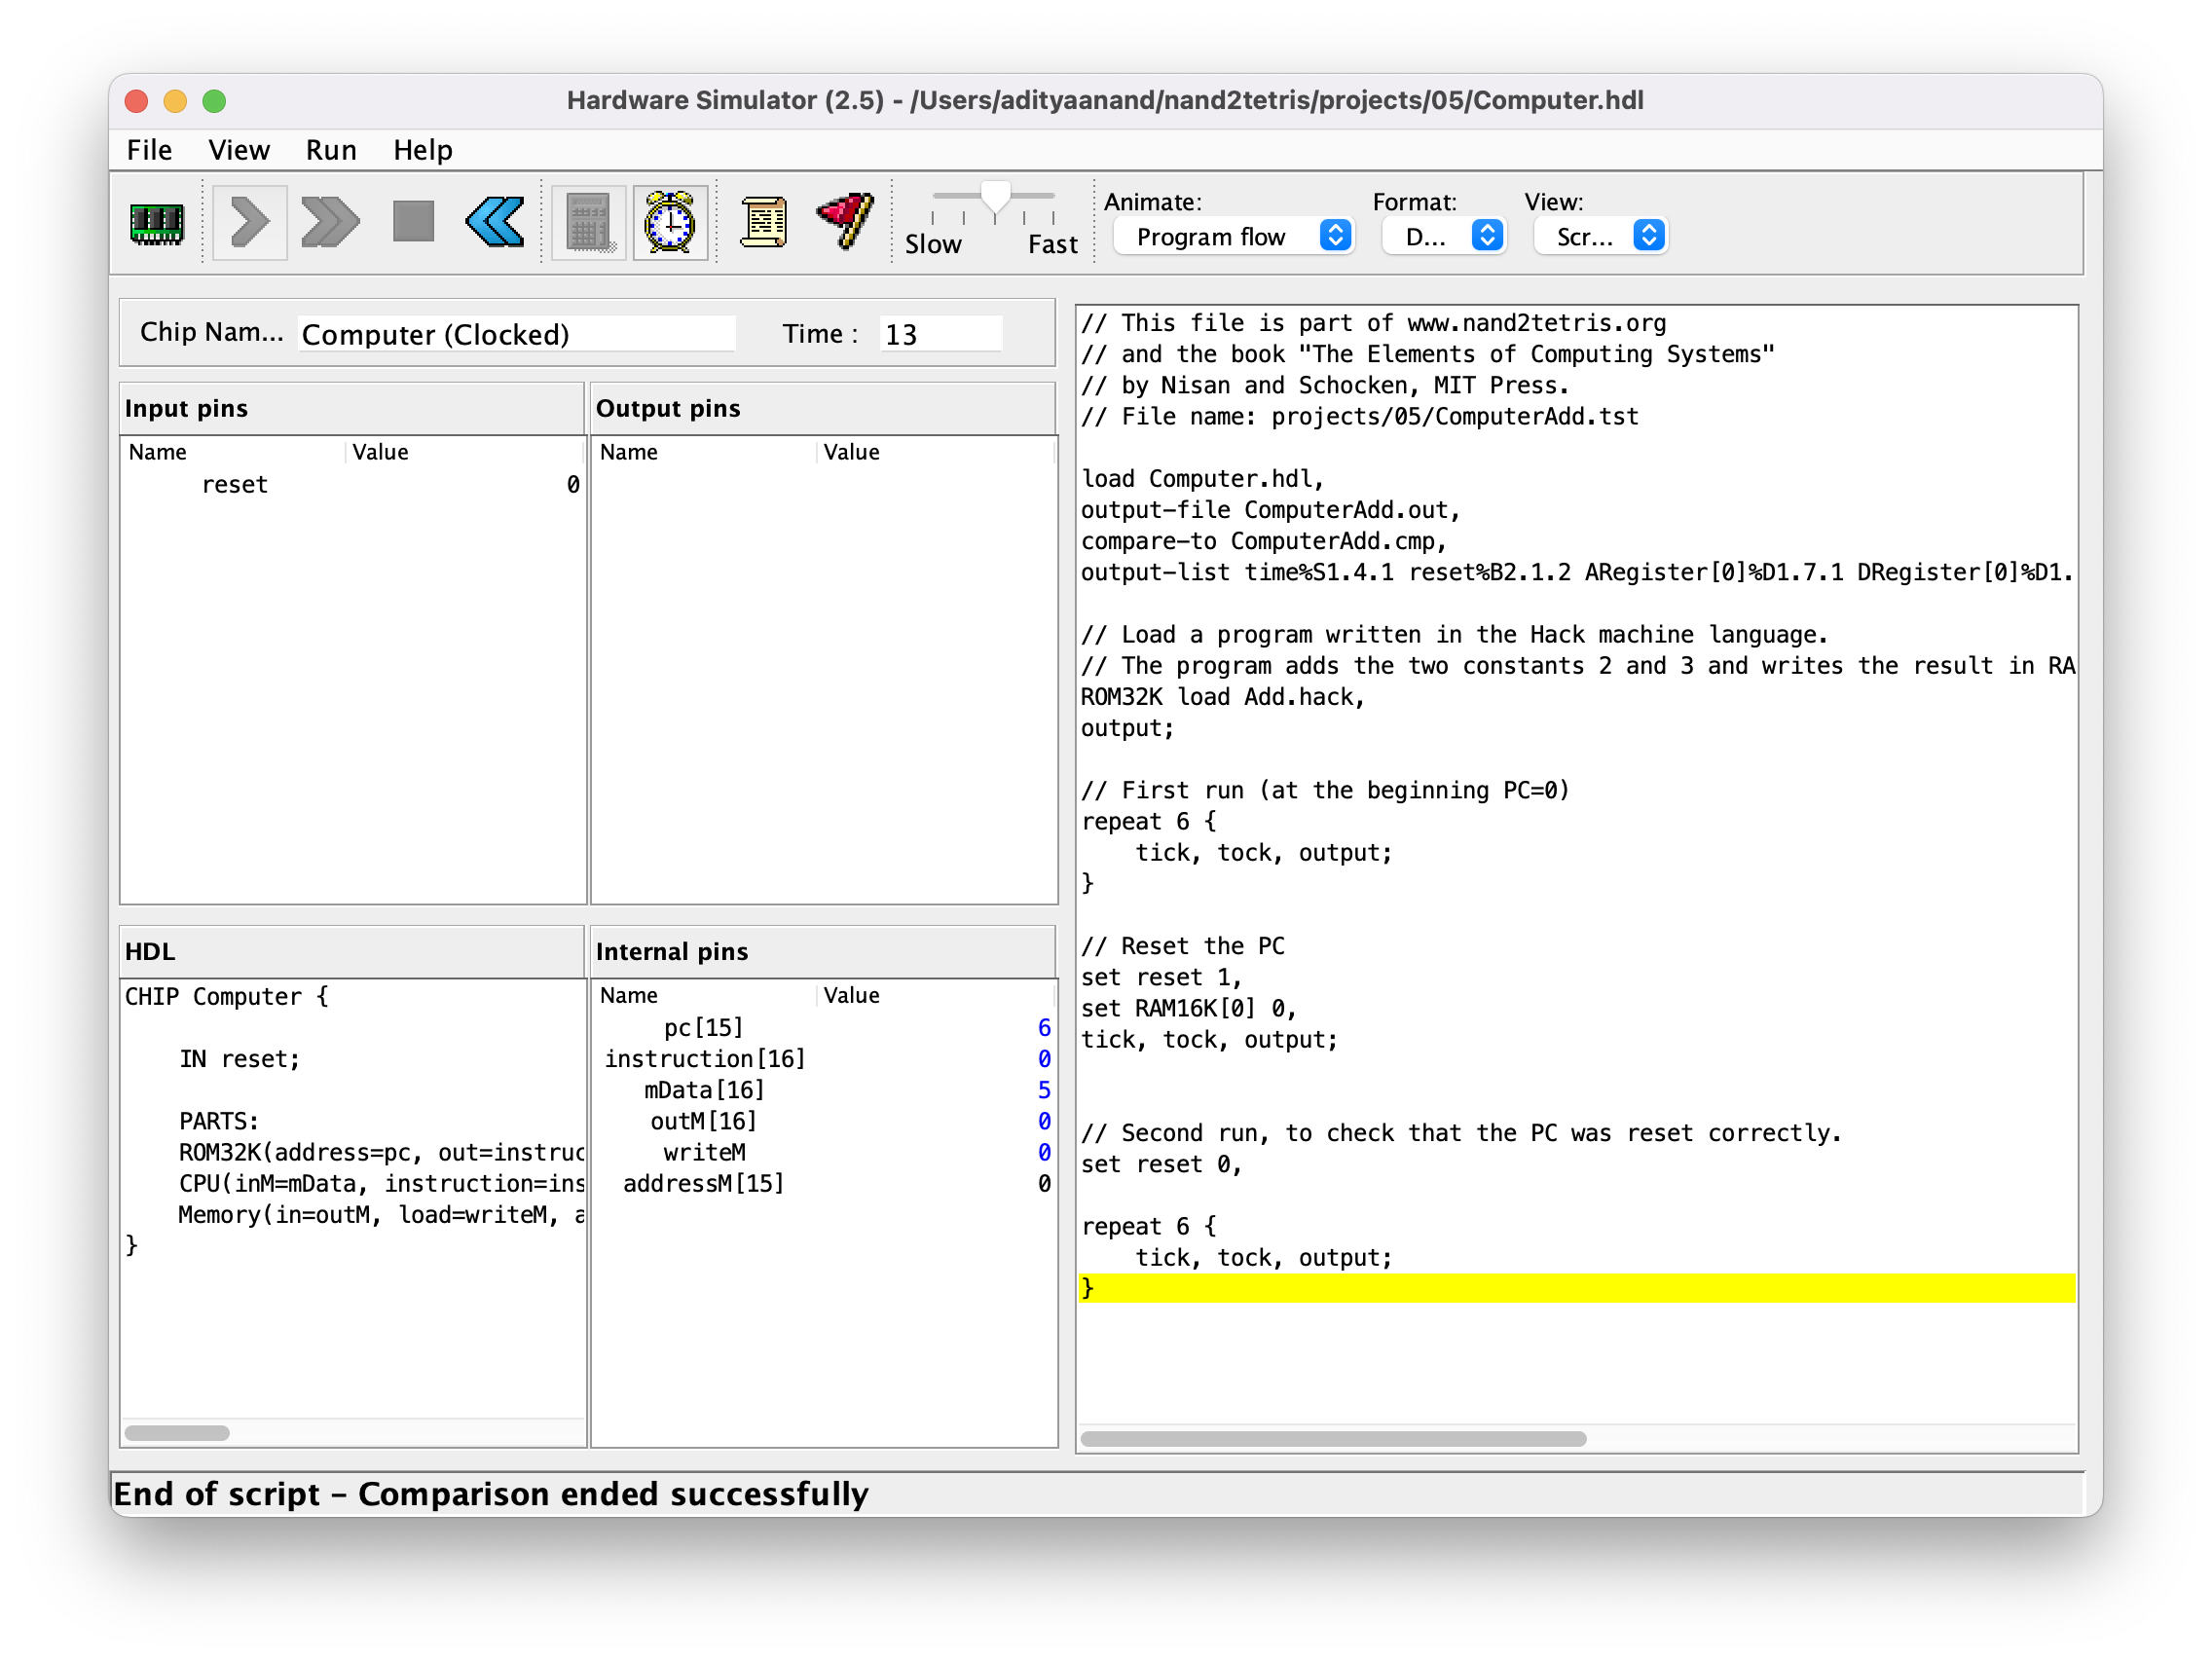 Hardware Simulator (2.5) - /Users/adityaanand/nand2tetris/projects/05/Computer.hdl
File View Run Help
Slow Fast
Animate: Format: View:
Program flow D... Scr...
Chip Nam... Computer (Clocked) Time : 13
Input pins
Name Value
reset 0
Output pins
Name Value
HDL
CHIP Computer {
IN reset;
PARTS:
ROM32K(address=pc, out=instruc
CPU(inM=mData, instruction=ins
Memory(in=outM, load=writeM, a
}
Internal pins
Name Value
pc[15] 6
instruction[16] 0
mData[16] 5
outM[16] 0
writeM 0
addressM[15] 0
// This file is part of www.nand2tetris.org
// and the book "The Elements of Computing Systems"
// by Nisan and Schocken, MIT Press.
// File name: projects/05/ComputerAdd.tst
load Computer.hdl,
output-file ComputerAdd.out,
compare-to ComputerAdd.cmp,
output-list time%S1.4.1 reset%B2.1.2 ARegister[0]%D1.7.1 DRegister[0]%D1.
// Load a program written in the Hack machine language.
// The program adds the two constants 2 and 3 and writes the result in RA
ROM32K load Add.hack,
output;
// First run (at the beginning PC=0)
repeat 6 {
tick, tock, output;
}
// Reset the PC
set reset 1,
set RAM16K[0] 0,
tick, tock, output;
// Second run, to check that the PC was reset correctly.
set reset 0,
repeat 6 {
tick, tock, output;
}
End of script - Comparison ended successfully